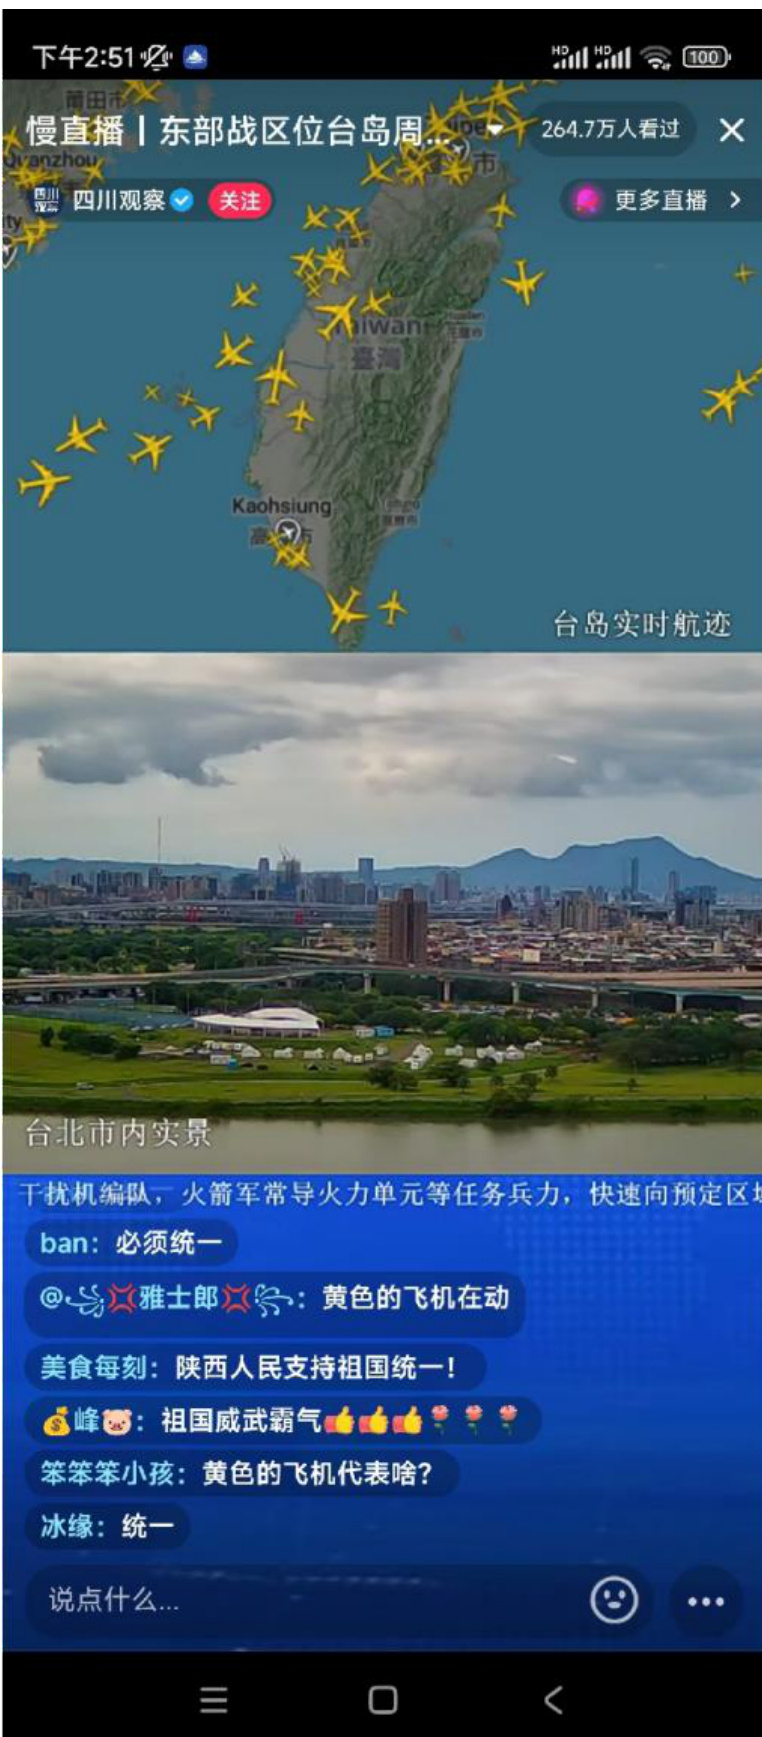 下午2:51
HD HD 100
莆田市
慢直播丨东部战区位台岛周...
264.7万人看过
Quanzhou
市
四川观察 关注
更多直播
Taiwan
臺灣
Kaohsiung
台岛实时航迹
台北市内实景
干扰机编队，火箭军常导火力单元等任务兵力，快速向预定区域
ban：必须统一
雅士郎：黄色的飞机在动
美食每刻：陕西人民支持祖国统一！
💰峰🐷：祖国威武霸气👍👍👍🌹🌹🌹
笨笨笨小孩：黄色的飞机代表啥？
冰缘：统一
说点什么...